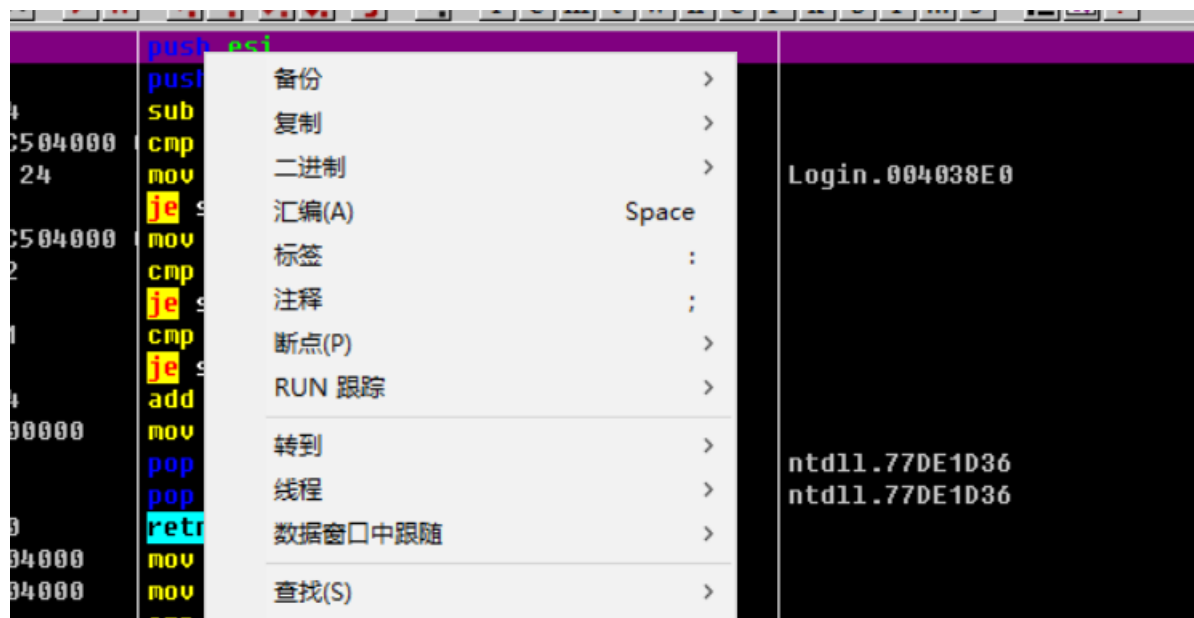 push esi
push
sub
C504000 cmp
24 mov Login.004038E0
je s
C504000 mov
2 cmp
je s
1 cmp
je s
4 add
00000 mov
pop ntdll.77DE1D36
pop ntdll.77DE1D36
retn
04000 mov
04000 mov
备份 >
复制 >
二进制 >
汇编(A) Space
标签 :
注释 ;
断点(P) >
RUN 跟踪 >
转到 >
线程 >
数据窗口中跟随 >
查找(S) >